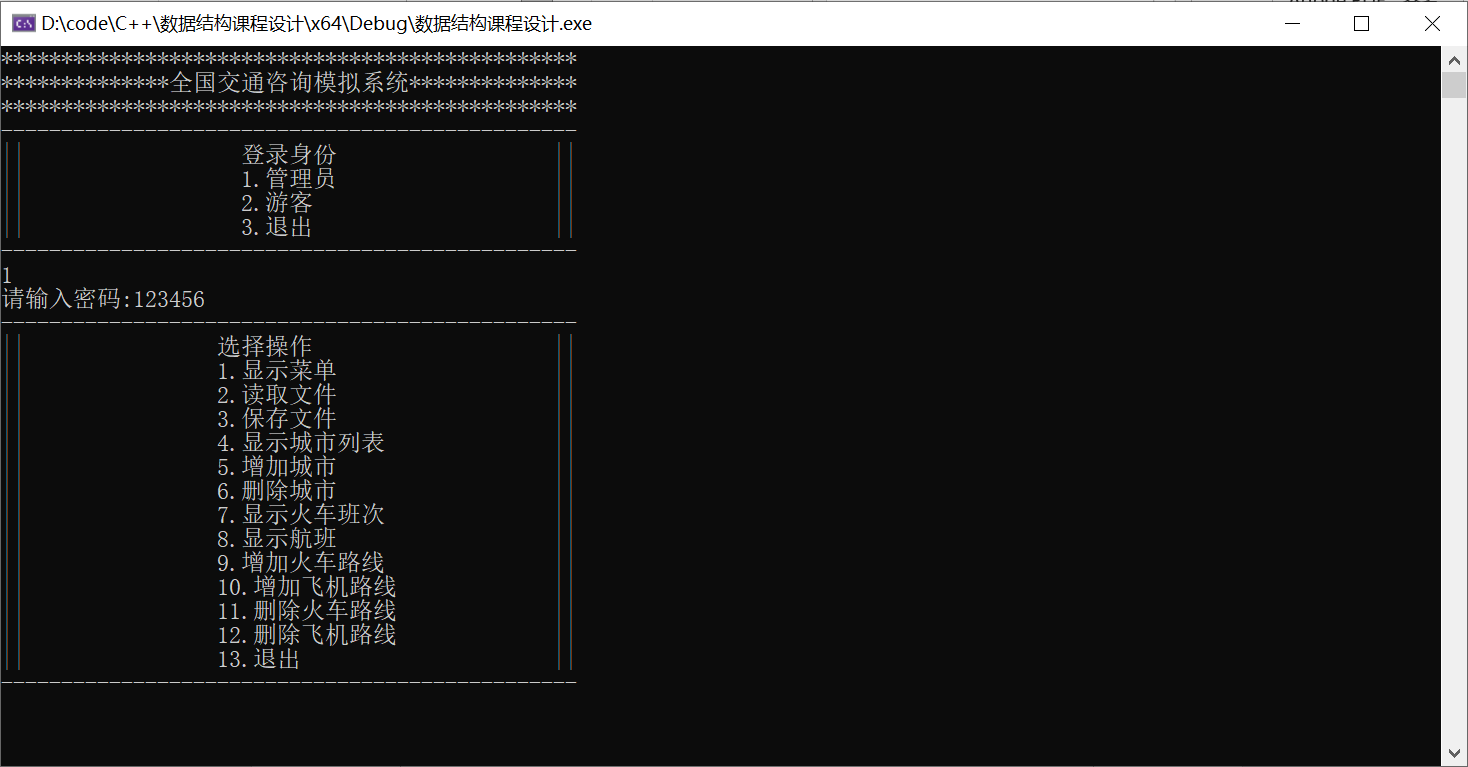 D:\code\C++\数据结构课程设计\x64\Debug\数据结构课程设计.exe
************************************************
**************全国交通咨询模拟系统**************
************************************************
------------------------------------------------
|| 登录身份 ||
|| 1.管理员 ||
|| 2.游客 ||
|| 3.退出 ||
------------------------------------------------
1
请输入密码:123456
------------------------------------------------
|| 选择操作 ||
|| 1.显示菜单 ||
|| 2.读取文件 ||
|| 3.保存文件 ||
|| 4.显示城市列表 ||
|| 5.增加城市 ||
|| 6.删除城市 ||
|| 7.显示火车班次 ||
|| 8.显示航班 ||
|| 9.增加火车路线 ||
|| 10.增加飞机路线 ||
|| 11.删除火车路线 ||
|| 12.删除飞机路线 ||
|| 13.退出 ||
------------------------------------------------